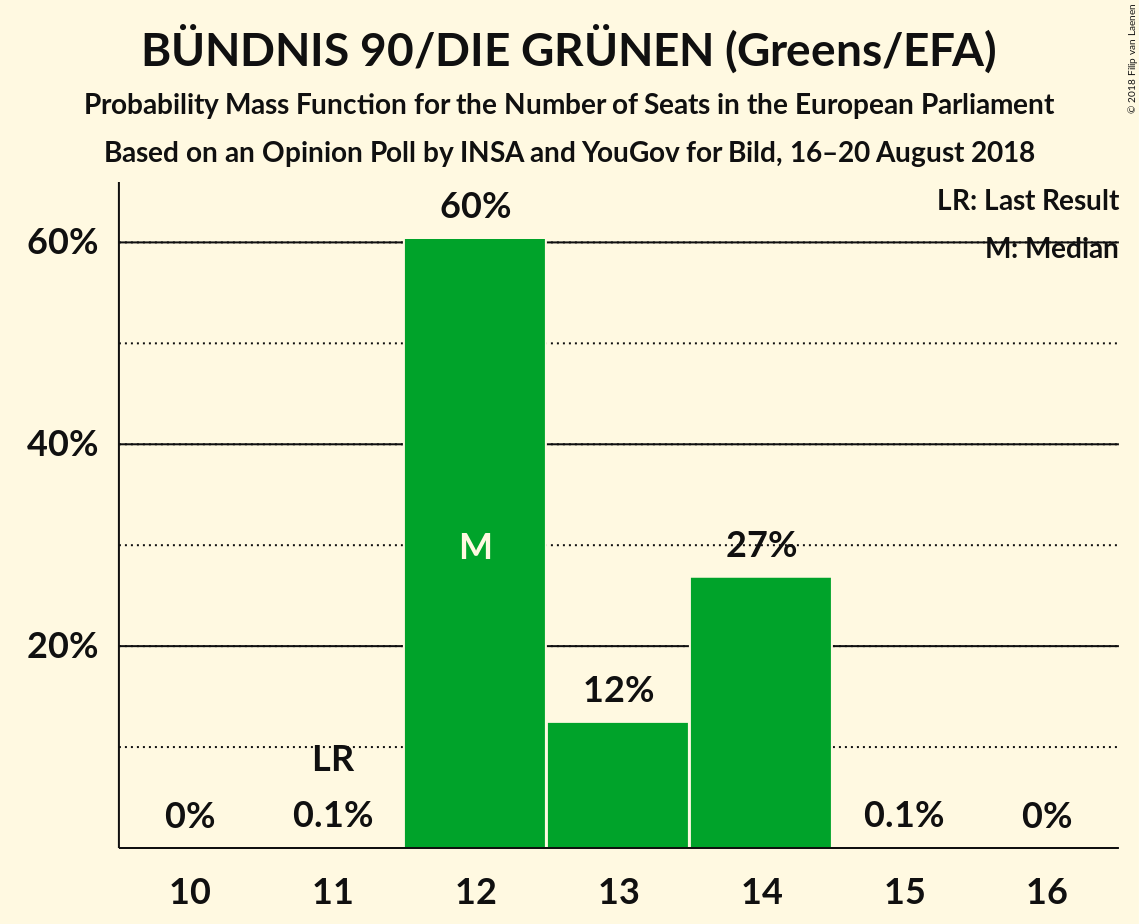 BÜNDNIS 90/DIE GRÜNEN (Greens/EFA)
Probability Mass Function for the Number of Seats in the European Parliament
Based on an Opinion Poll by INSA and YouGov for Bild, 16–20 August 2018
© 2018 Filip van Laenen
LR: Last Result
M: Median
60%
40%
20%
0%
LR
0.1%
60%
M
12%
27%
0.1%
0%
10 11 12 13 14 15 16